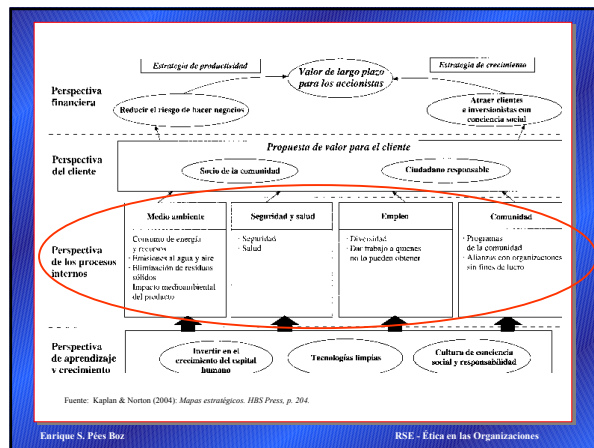 Estrategia de productividad
Estrategia de crecimiento
Valor de largo plazo
para los accionistas
Perspectiva
financiera
Reducir el riesgo de hacer negocios
Atraer clientes
e inversionistas con
conciencia social
Propuesta de valor para el cliente
Perspectiva
del cliente
Socio de la comunidad
Ciudadano responsable
Perspectiva
de los procesos
internos
Medio ambiente
Consumo de energía
y recursos
· Emisiones al agua y aire
· Eliminación de residuos
sólidos
Impacto medioambiental
del producto
Seguridad y salud
· Seguridad
· Salud
Empleo
· Diversidad
· Dar trabajo a quienes
no lo pueden obtener
Comunidad
· Programas
de la comunidad
· Alianzas con organizaciones
sin fines de lucro
Perspectiva
de aprendizaje
y crecimiento
Invertir en el
crecimiento del capital
humano
Tecnologías limpias
Cultura de conciencia
social y responsabilidad
Fuente: Kaplan & Norton (2004): Mapas estratégicos. HBS Press, p. 204.
Enrique S. Pées Boz
RSE - Ética en las Organizaciones